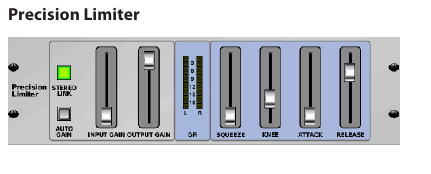 Precision Limiter
Precision
Limiter
STEREO
LINK
AUTO
GAIN
INPUT GAIN OUTPUT GAIN
L R
GR
SQUEEZE KNEE ATTACK RELEASE